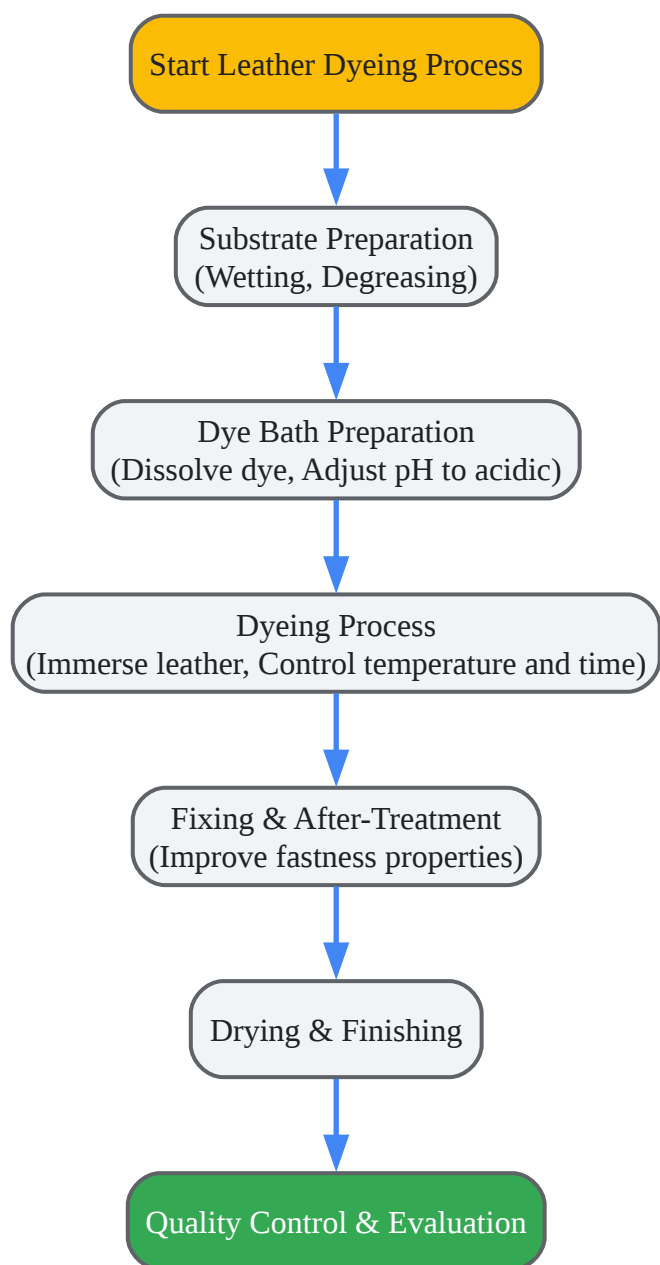 Start Leather Dyeing Process
Substrate Preparation
(Wetting, Degreasing)
Dye Bath Preparation
(Dissolve dye, Adjust pH to acidic)
Dyeing Process
(Immerse leather, Control temperature and time)
Fixing & After-Treatment
(Improve fastness properties)
Drying & Finishing
Quality Control & Evaluation